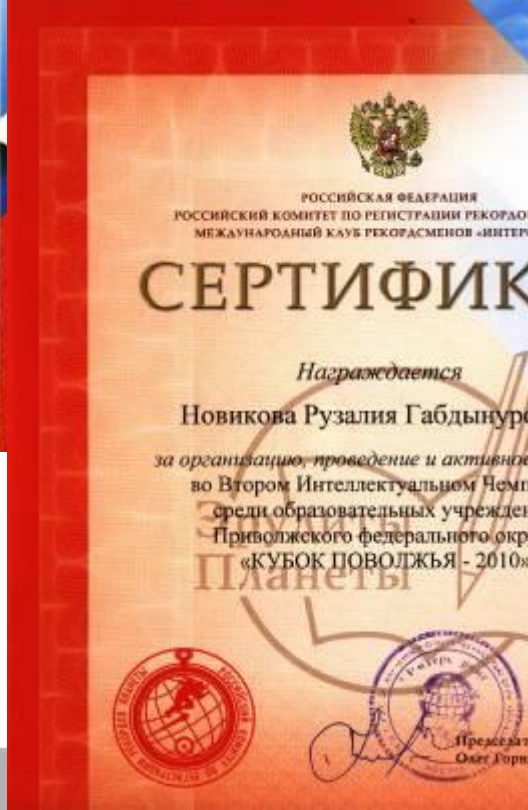 РОССИЙСКАЯ ФЕДЕРАЦИЯ
РОССИЙСКИЙ КОМИТЕТ ПО РЕГИСТРАЦИИ РЕКОРДО
МЕЖДУНАРОДНЫЙ КЛУБ РЕКОРДСМЕНОВ «ИНТЕР
СЕРТИФИК
Награждается
Новикова Рузалия Габдынур
за организацию, проведение и активное
во Втором Интеллектуальном Чемп
среди образовательных учрежден
Приволжского федерального окр
«КУБОК ПОВОЛЖЬЯ - 2010»
Эрудиты
Планеты
Председат
Олег Горн